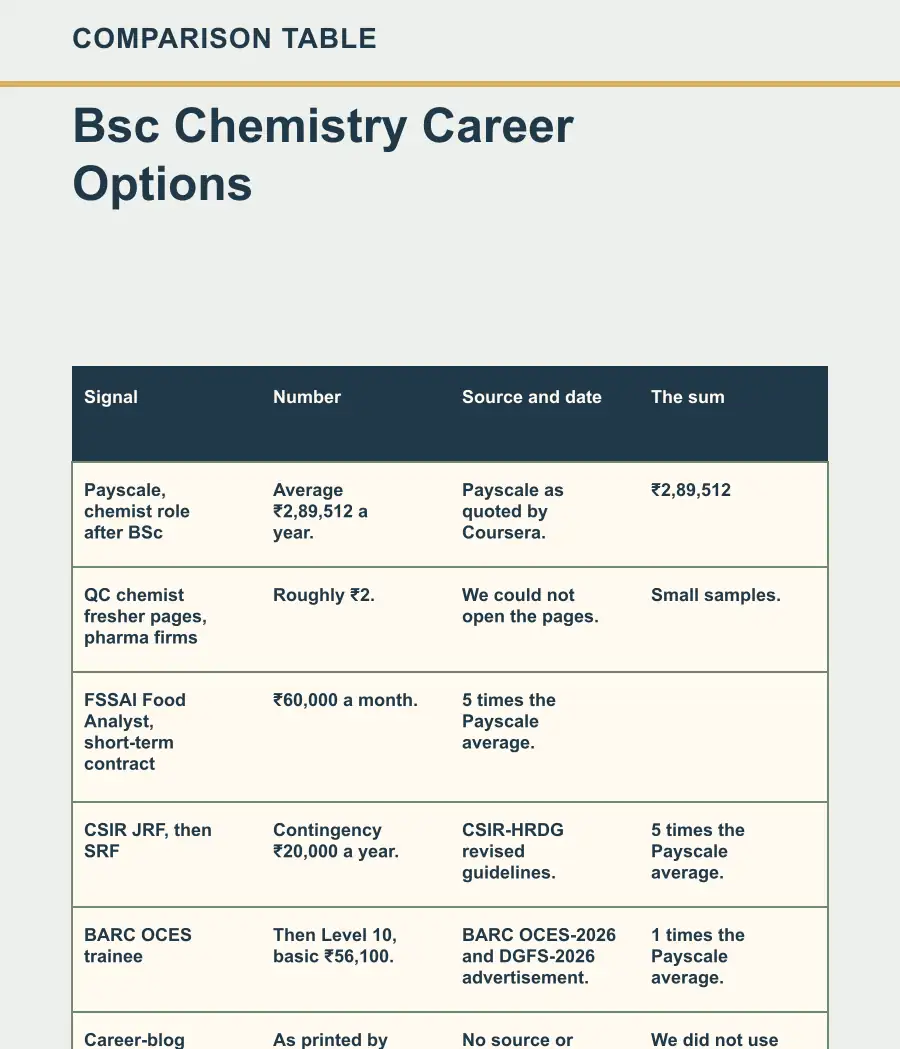 COMPARISON TABLE
Bsc Chemistry Career
Options
Signal
Number
Source and date
The sum
Payscale,
chemist role
after BSc
Average
₹2,89,512 a
year.
Payscale as
quoted by
Coursera.
₹2,89,512
QC chemist
fresher pages,
pharma firms
Roughly ₹2.
We could not
open the pages.
Small samples.
FSSAI Food
Analyst,
short-term
contract
₹60,000 a month.
5 times the
Payscale
average.
CSIR JRF, then
SRF
Contingency
₹20,000 a year.
CSIR-HRDG
revised
guidelines.
5 times the
Payscale
average.
BARC OCES
trainee
Then Level 10,
basic ₹56,100.
BARC OCES-2026
and DGFS-2026
advertisement.
1 times the
Payscale
average.
Career-blog
As printed by
No source or
We did not use